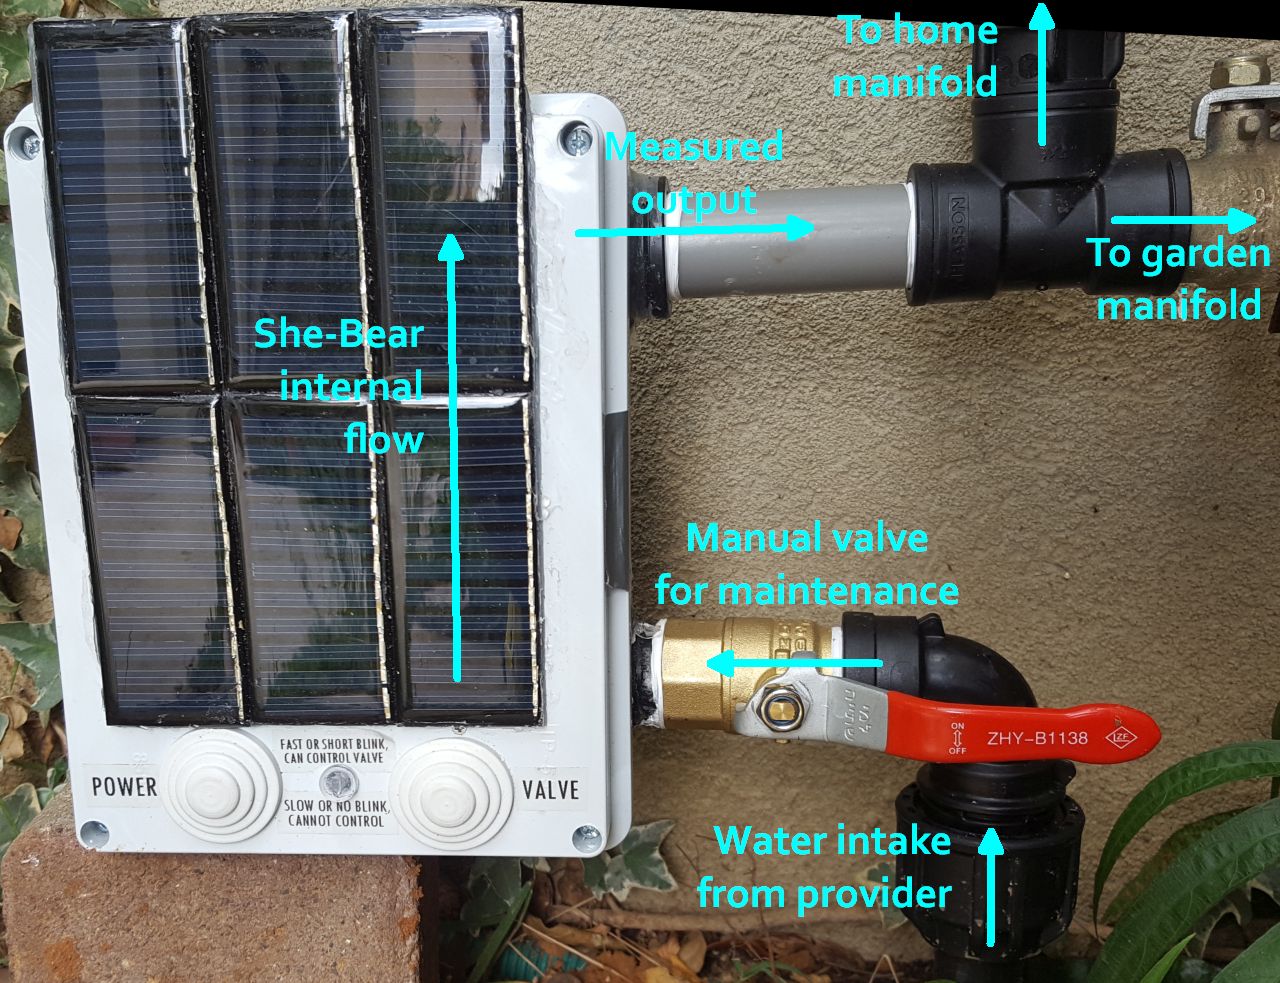 To home
manifold
Measured
output
To garden
manifold
She-Bear
internal
flow
Manual valve
for maintenance
ON
OFF
ZHY-B1138
IZF
FAST OR SHORT BLINK,
CAN CONTROL VALVE
POWER
VALVE
SLOW OR NO BLINK,
CANNOT CONTROL
Water intake
from provider